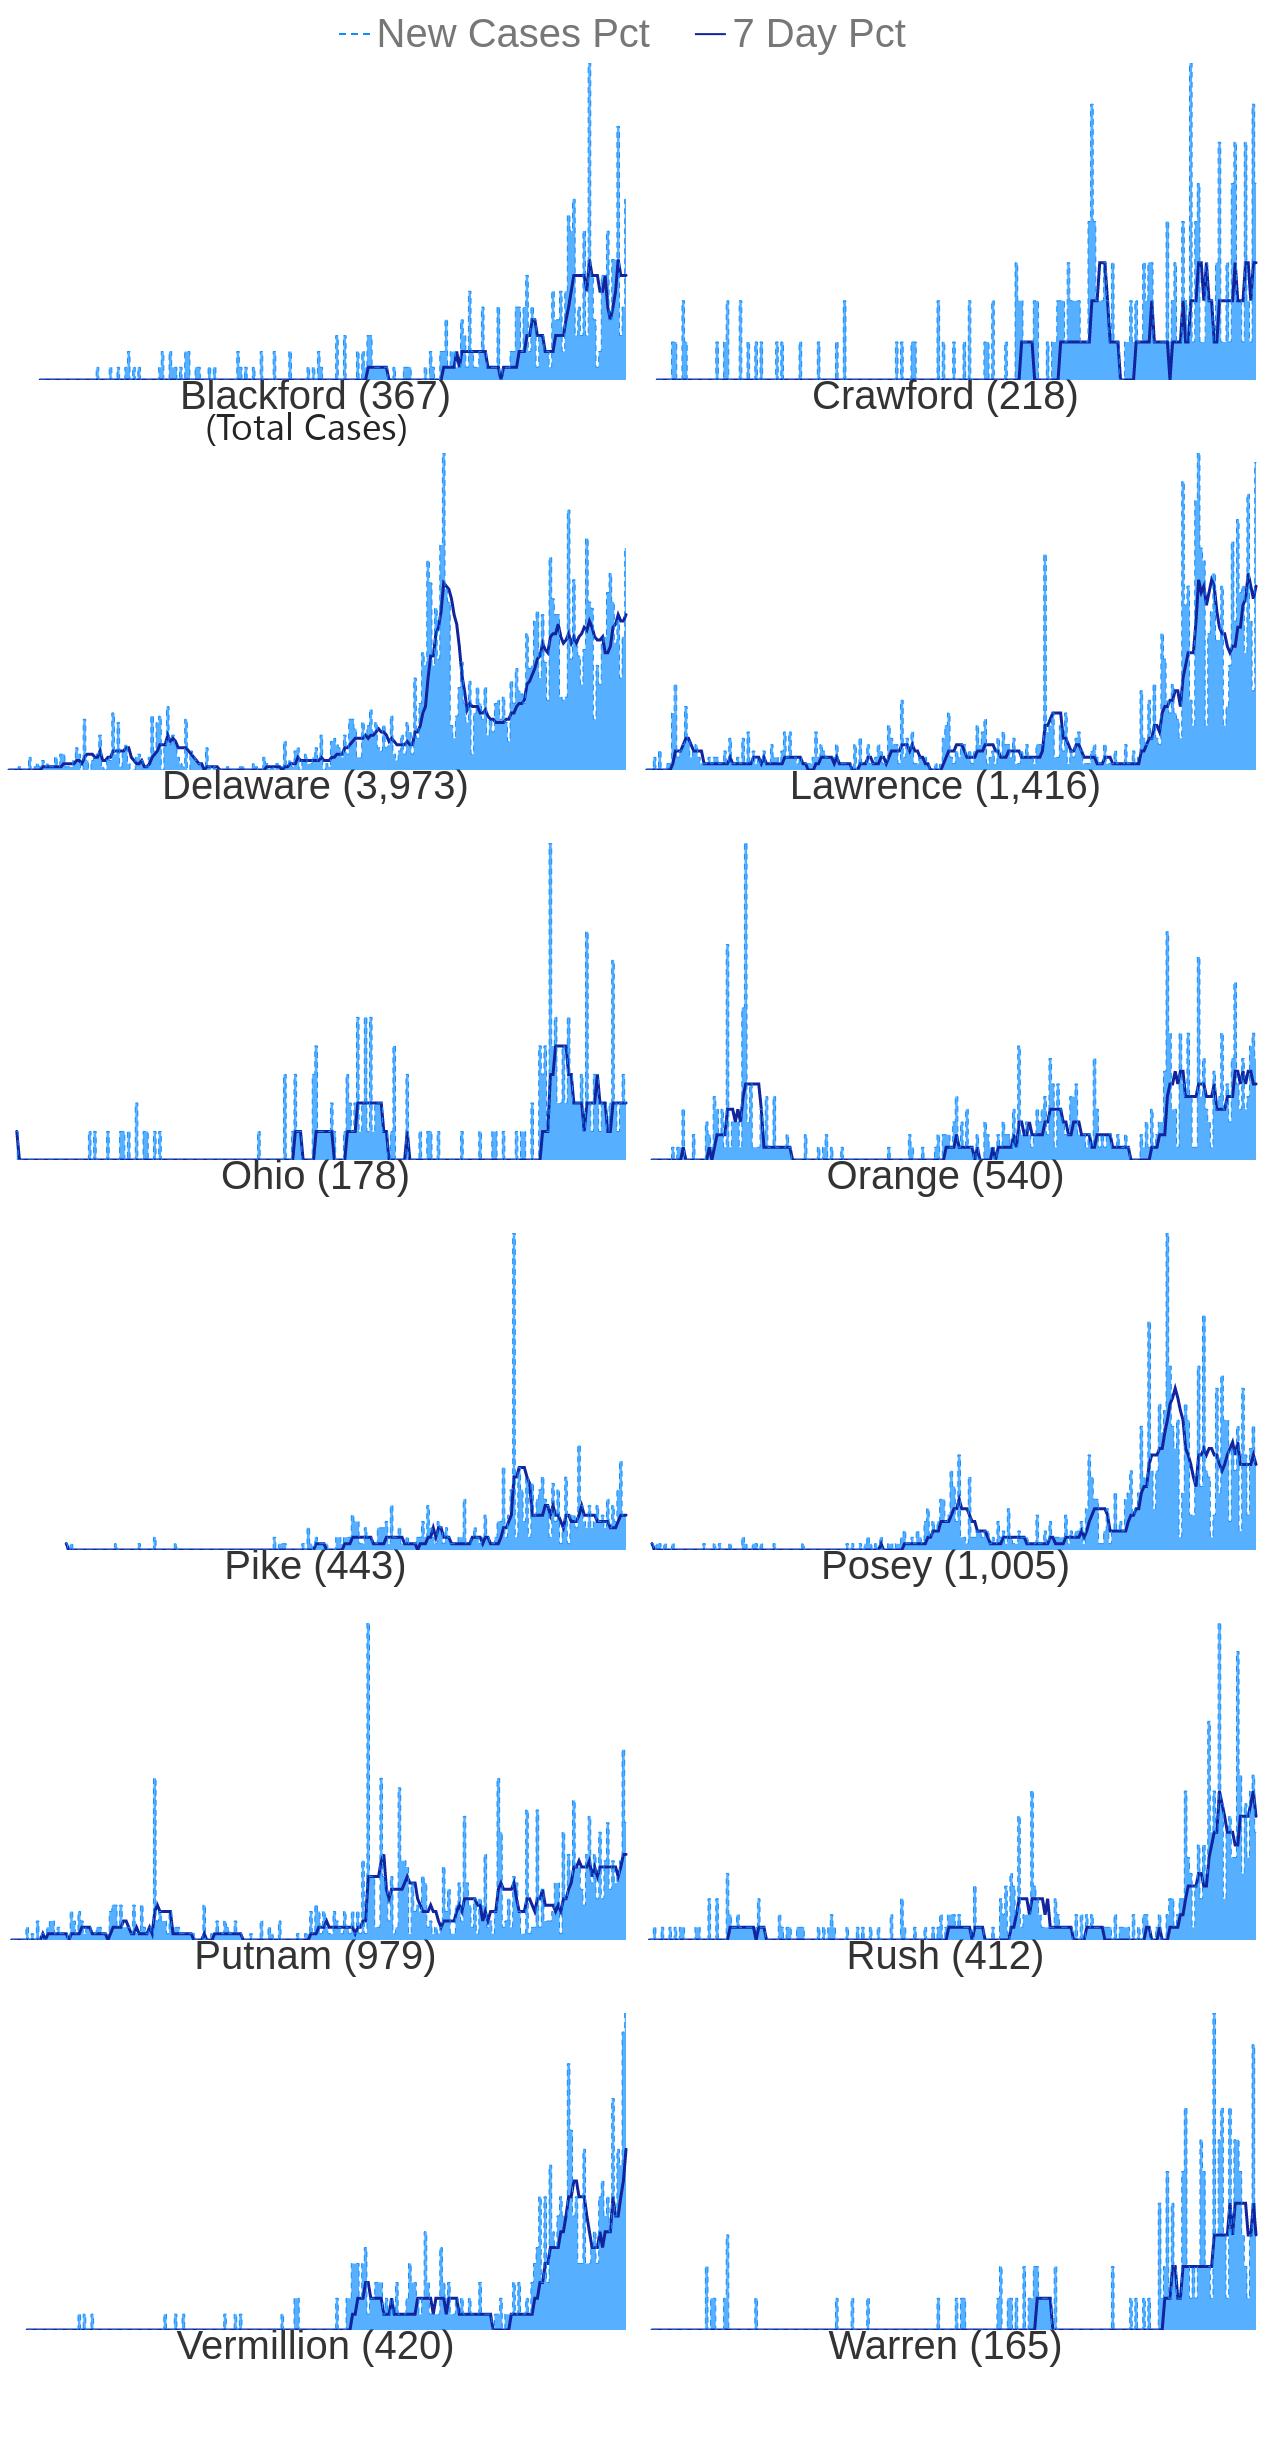 New Cases Pct 7 Day Pct
Blackford (367) Crawford (218)
(Total Cases)
Delaware (3,973) Lawrence (1,416)
Ohio (178) Orange (540)
Pike (443) Posey (1,005)
Putnam (979) Rush (412)
Vermillion (420) Warren (165)